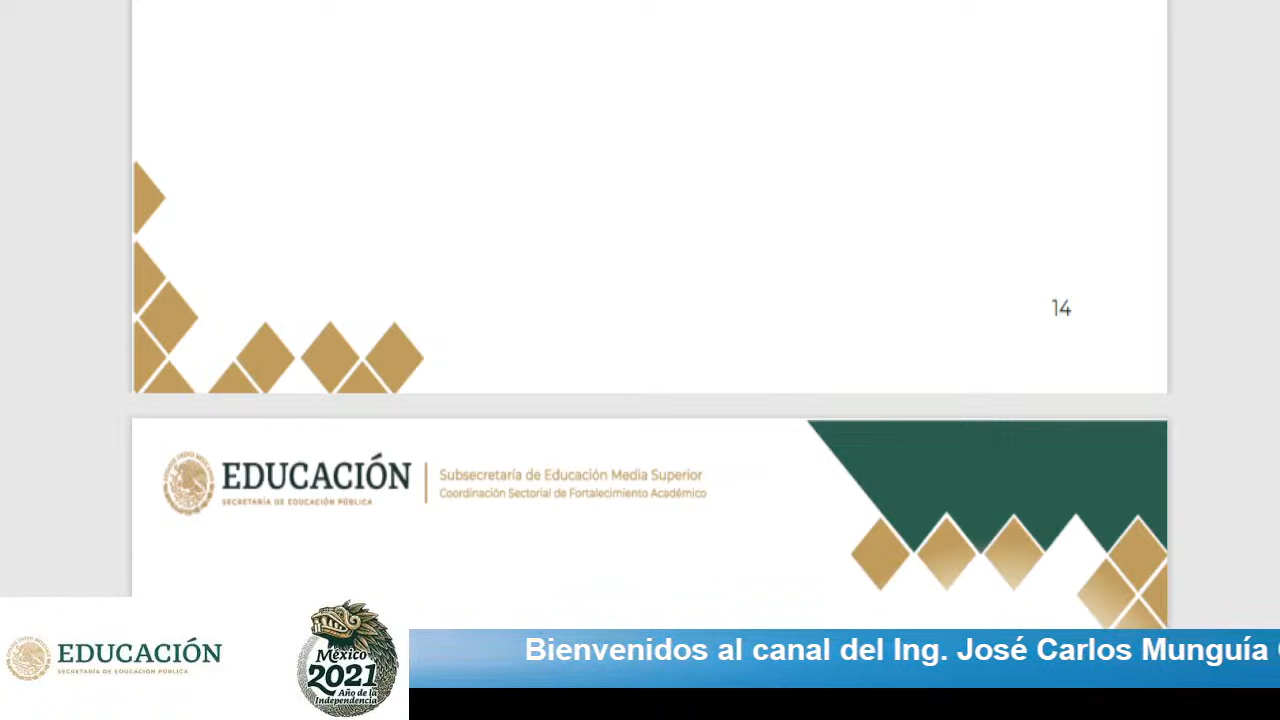 14
EDUCACIÓN
SECRETARÍA DE EDUCACIÓN PÚBLICA
Subsecretaría de Educación Media Superior
Coordinación Sectorial de Fortalecimiento Académico
EDUCACIÓN
SECRETARÍA DE EDUCACIÓN PÚBLICA
México
2021
Año de la
Independencia
Bienvenidos al canal del Ing. José Carlos Munguía